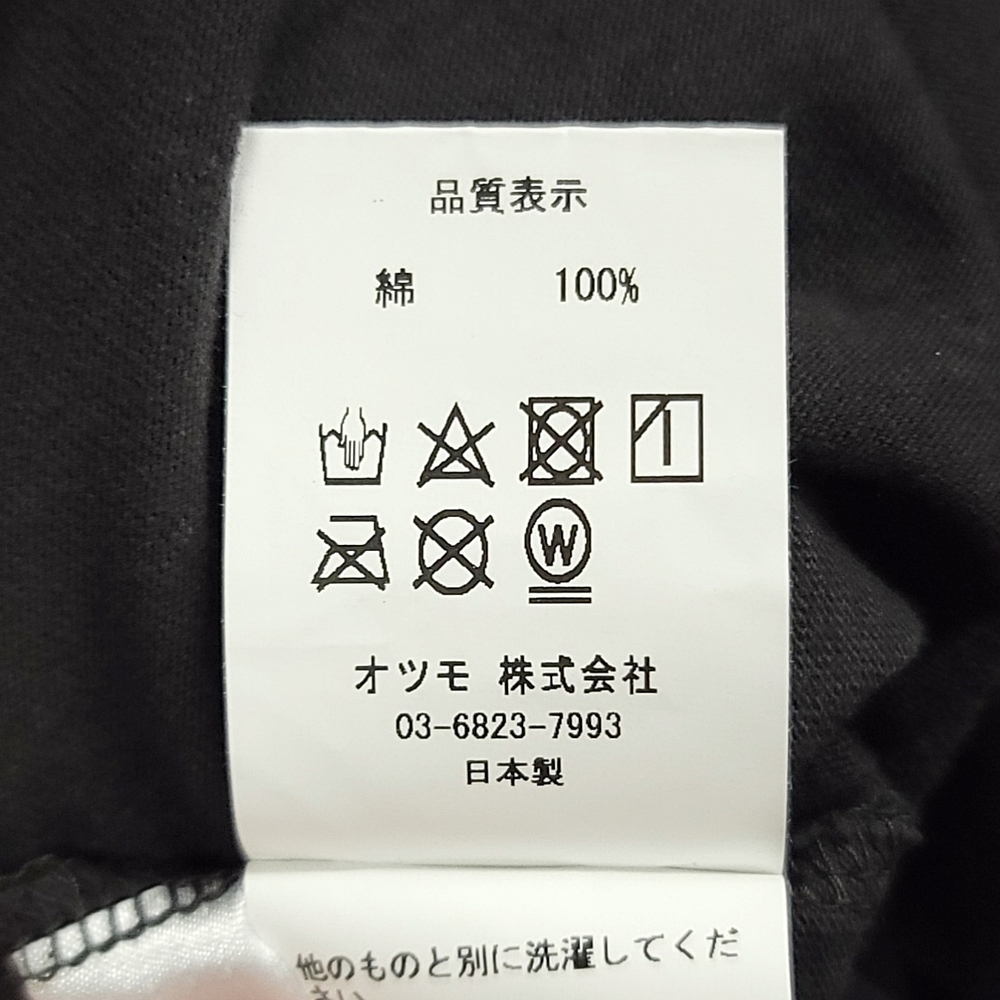 品質表示
綿 100%
W
オツモ 株式会社
03-6823-7993
日本製
他のものと別に洗濯してくだ
さい